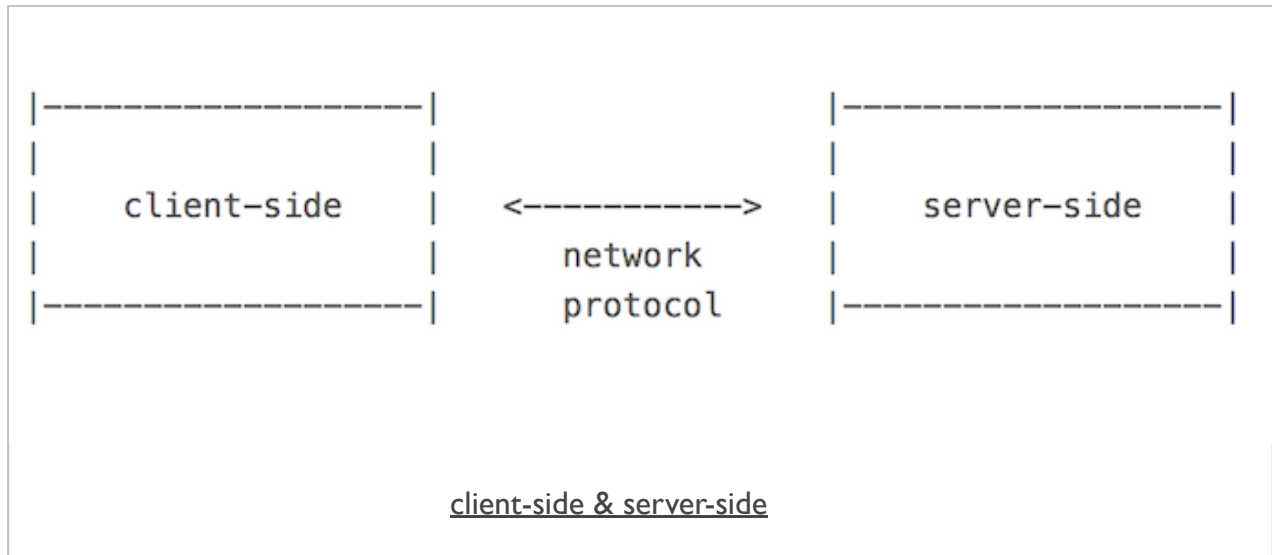 |-------------------|                    |-------------------|
|                   |                    |                   |
|    client-side    |   <----------->    |    server-side    |
|                   |      network       |                   |
|-------------------|      protocol      |-------------------|
client-side & server-side